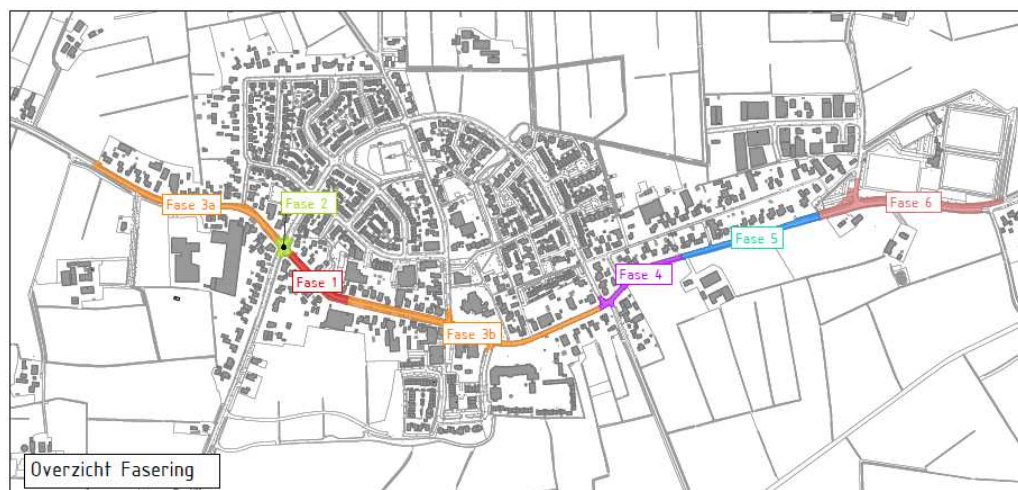 Fase 3a
Fase 2
Fase 1
Fase 3b
Fase 4
Fase 5
Fase 6
Overzicht Fasering